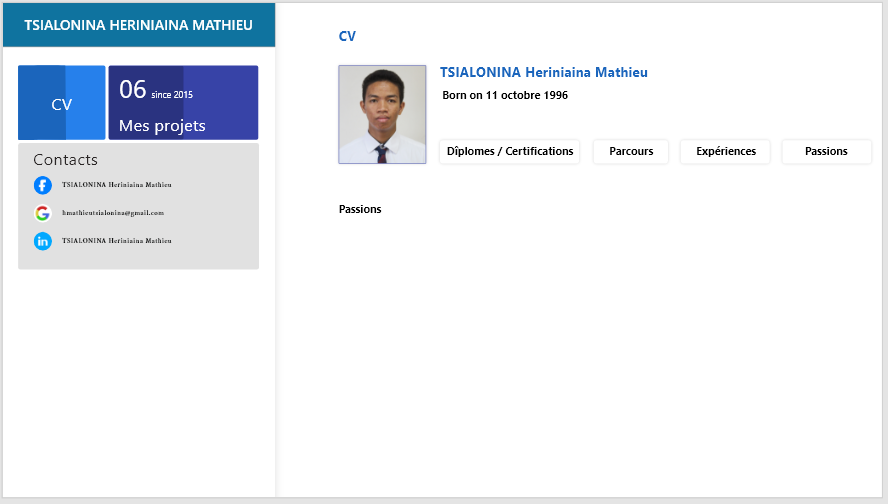 TSIALONINA HERINIAINA MATHIEU
CV
06 since 2015
Mes projets
Contacts
TSIALONINA Heriniaina Mathieu
hmathieutsialonina@gmail.com
TSIALONINA Heriniaina Mathieu
CV
TSIALONINA Heriniaina Mathieu
Born on 11 octobre 1996
Dîplomes / Certifications
Parcours
Expériences
Passions
Passions